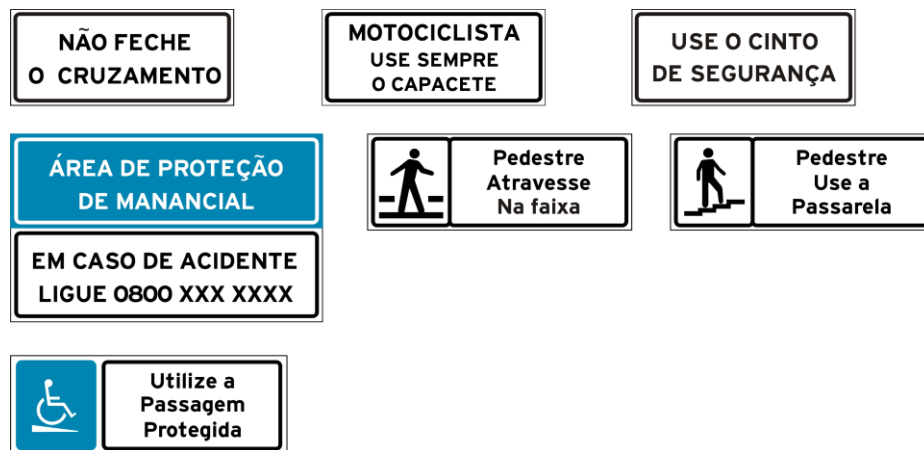 NÃO FECHE
O CRUZAMENTO
MOTOCICLISTA
USE SEMPRE
O CAPACETE
USE O CINTO
DE SEGURANÇA
ÁREA DE PROTEÇÃO
DE MANANCIAL
EM CASO DE ACIDENTE
LIGUE 0800 XXX XXXX
Pedestre
Atravesse
Na faixa
Pedestre
Use a
Passarela
Utilize a
Passagem
Protegida